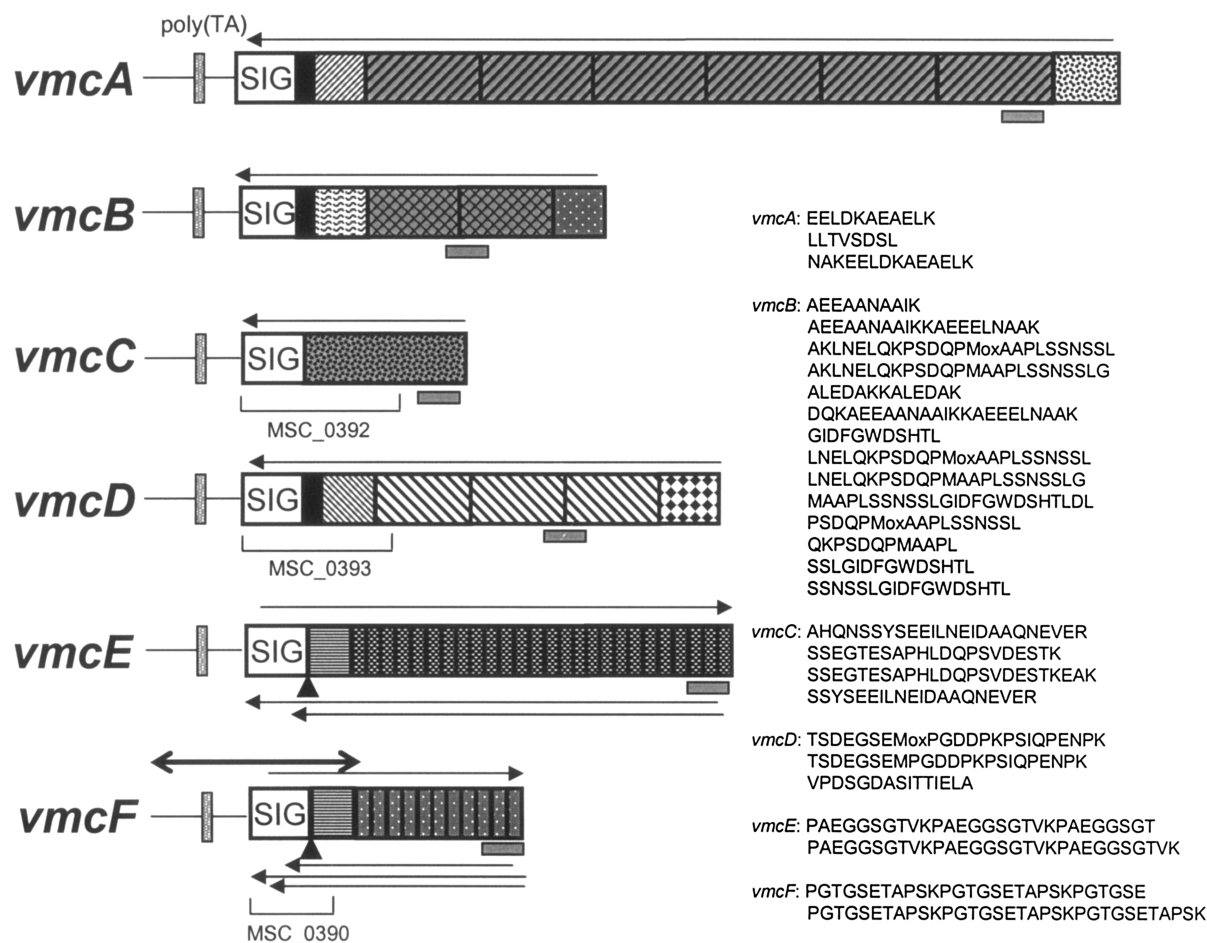 poly(TA)
vmcA
SIG
vmcB
SIG
vmcC
SIG
MSC_0392
vmcD
SIG
MSC_0393
vmcE
SIG
vmcF
SIG
MSC_0390
vmcA: EELDKAEAELK
LLTVSDSL
NAKEELDKAEAELK
vmcB: AEEAANAAIK
AEEAANAAIKKAEEELNAAK
AKLNELQKPSDQPMoxAAPLSSNSSL
AKLNELQKPSDQPMAAPLSSNSSLG
ALEDAKKALEDAK
DQKAEEAANAAIKKAEEELNAAK
GIDFGWDSHTL
LNELQKPSDQPMoxAAPLSSNSSL
LNELQKPSDQPMAAPLSSNSSLG
MAAPLSSNSSLGIDFGWDSHTLDL
PSDQPMoxAAPLSSNSSL
QKPSDQPMAAPL
SSLGIDFGWDSHTL
SSNSSLGIDFGWDSHTL
vmcC: AHQNSSYSEEILNEIDAAQNEVER
SSEGTESAPHLDQPSVDESTK
SSEGTESAPHLDQPSVDESTKEAK
SSYSEEILNEIDAAQNEVER
vmcD: TSDEGSEMoxPGDDPKPSIQPENPK
TSDEGSEMPGDDPKPSIQPENPK
VPDSGDASITTIELA
vmcE: PAEGGSGTVKPAEGGSGTVKPAEGGSGT
PAEGGSGTVKPAEGGSGTVKPAEGGSGTVK
vmcF: PGTGSETAPSKPGTGSETAPSKPGTGSE
PGTGSETAPSKPGTGSETAPSKPGTGSETAPSK